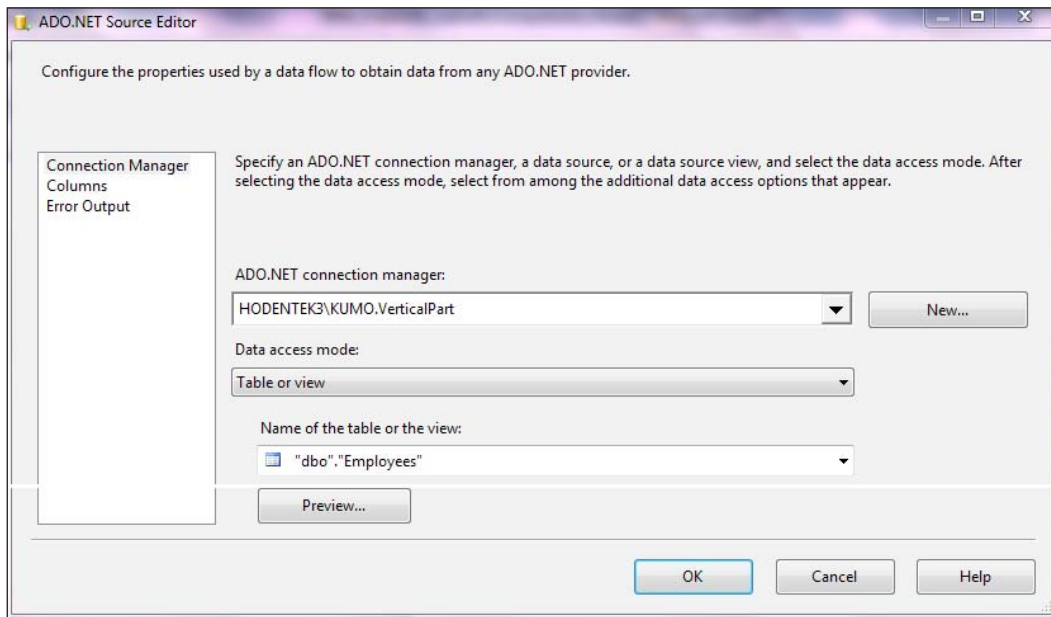 ADO.NET Source Editor
Configure the properties used by a data flow to obtain data from any ADO.NET provider.
Connection Manager
Columns
Error Output
Specify an ADO.NET connection manager, a data source, or a data source view, and select the data access mode. After
selecting the data access mode, select from among the additional data access options that appear.
ADO.NET connection manager:
HODENTEK3\KUMO.VerticalPart
New...
Data access mode:
Table or view
Name of the table or the view:
"dbo"."Employees"
Preview...
OK
Cancel
Help